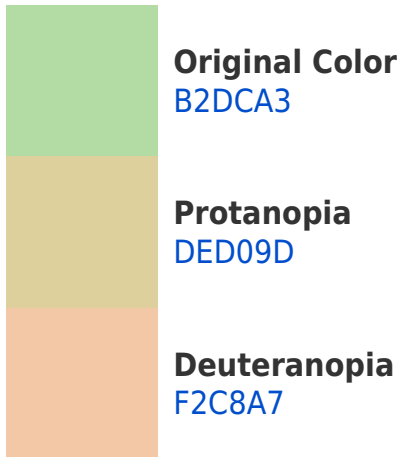 Original Color
B2DCA3
Protanopia
DED09D
Deuteranopia
F2C8A7